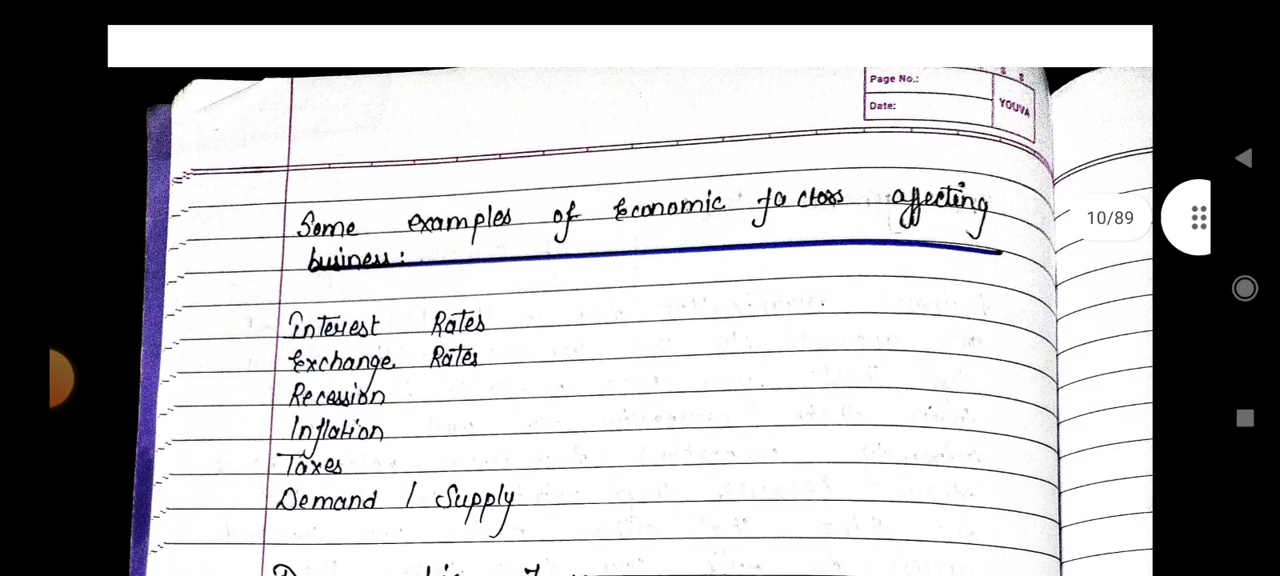 Page No.:
Date:
YOUVA
Some examples of Economic factors affecting
business:
10/89
Interest Rates
Exchange Rates
Recession
Inflation
Taxes
Demand / Supply